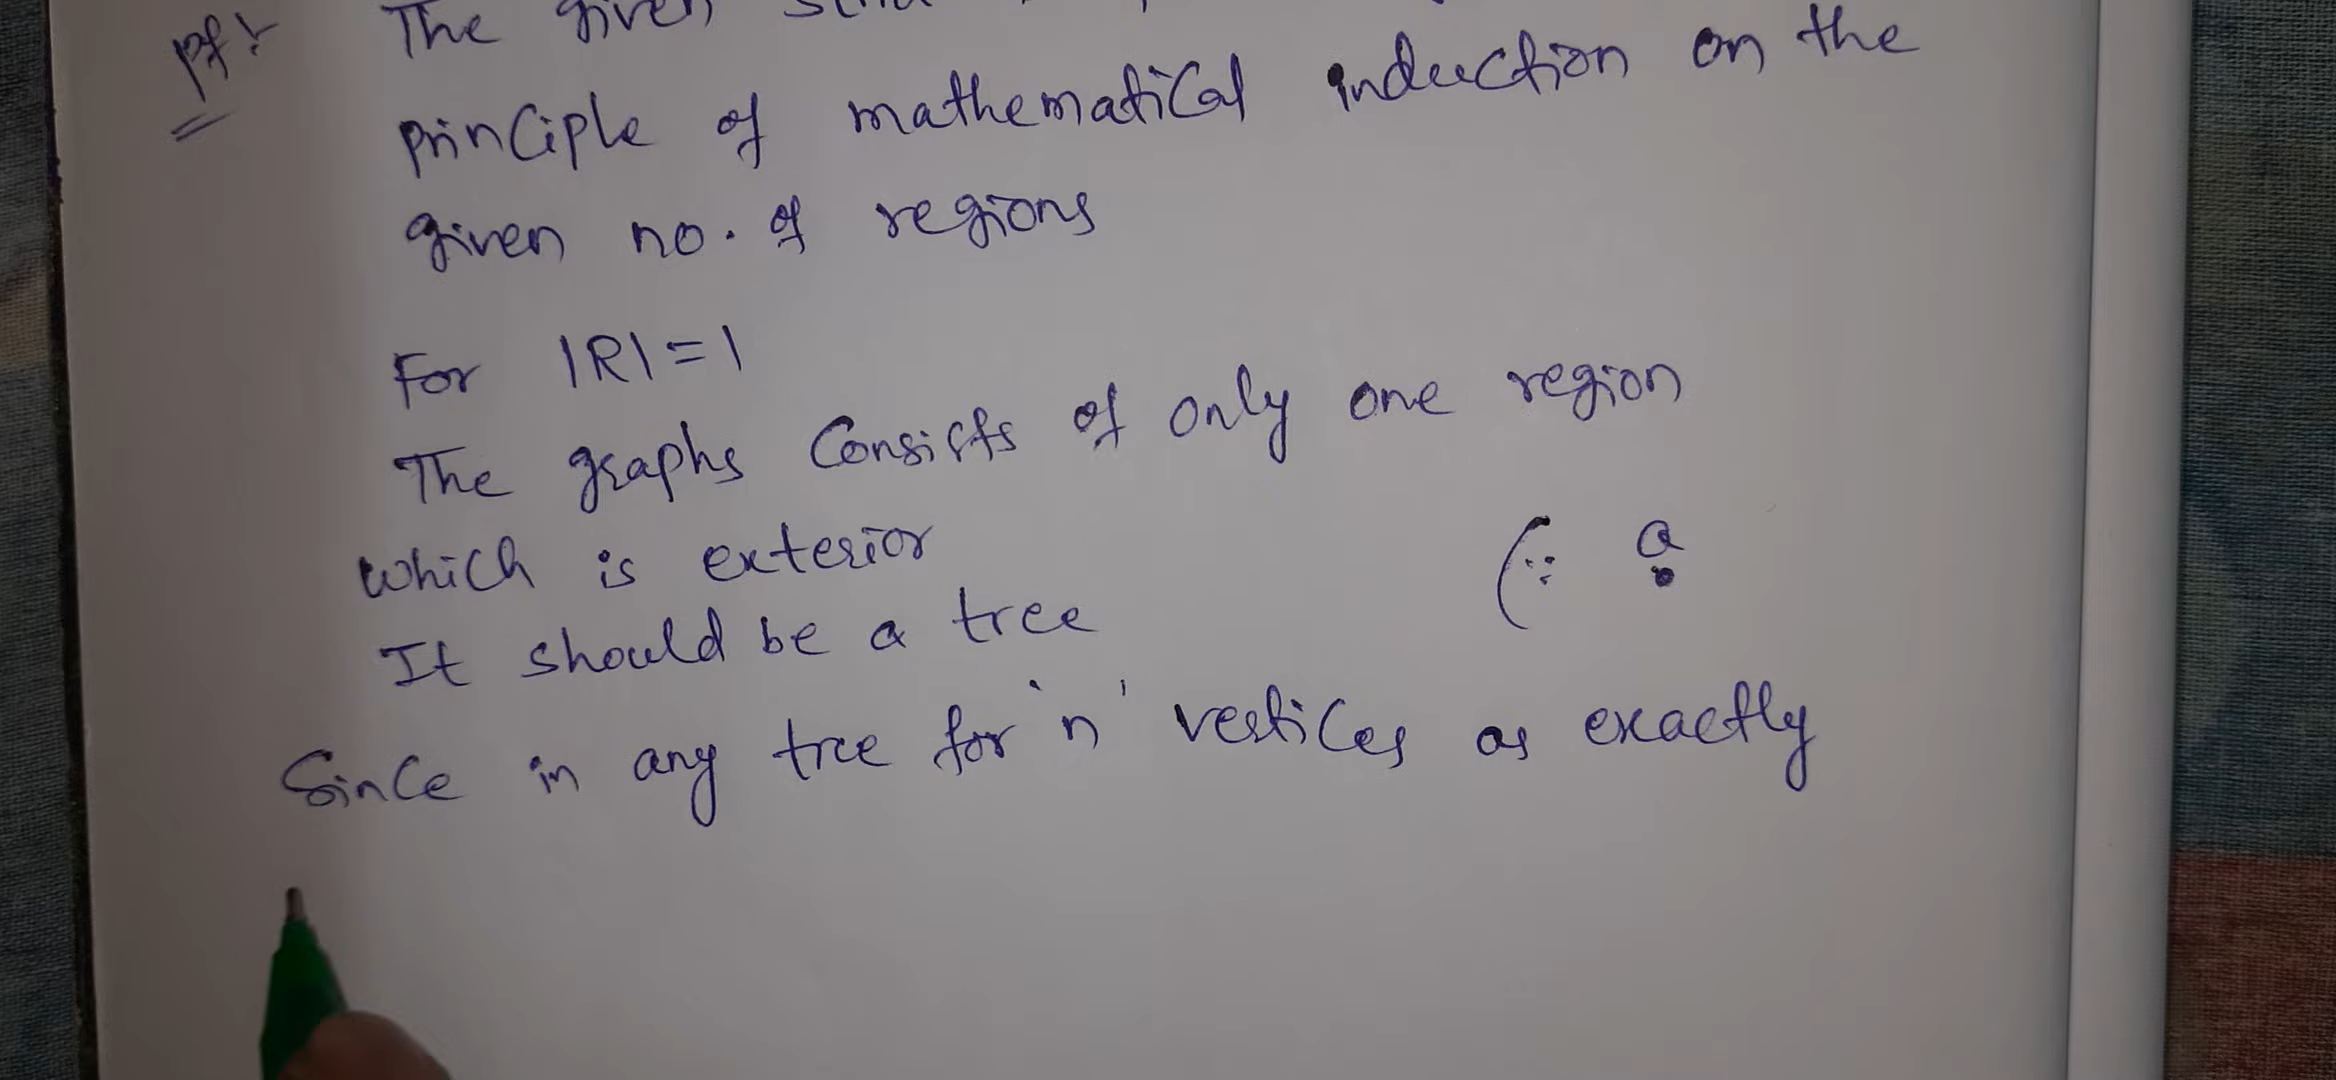 Pf:- The given
principle of mathematical induction on the
given no. of regions
For |R|=1
The graphs Consists of only one region
which is exterior
(∵ a
It should be a tree
Since in any tree for 'n' vertices as exactly